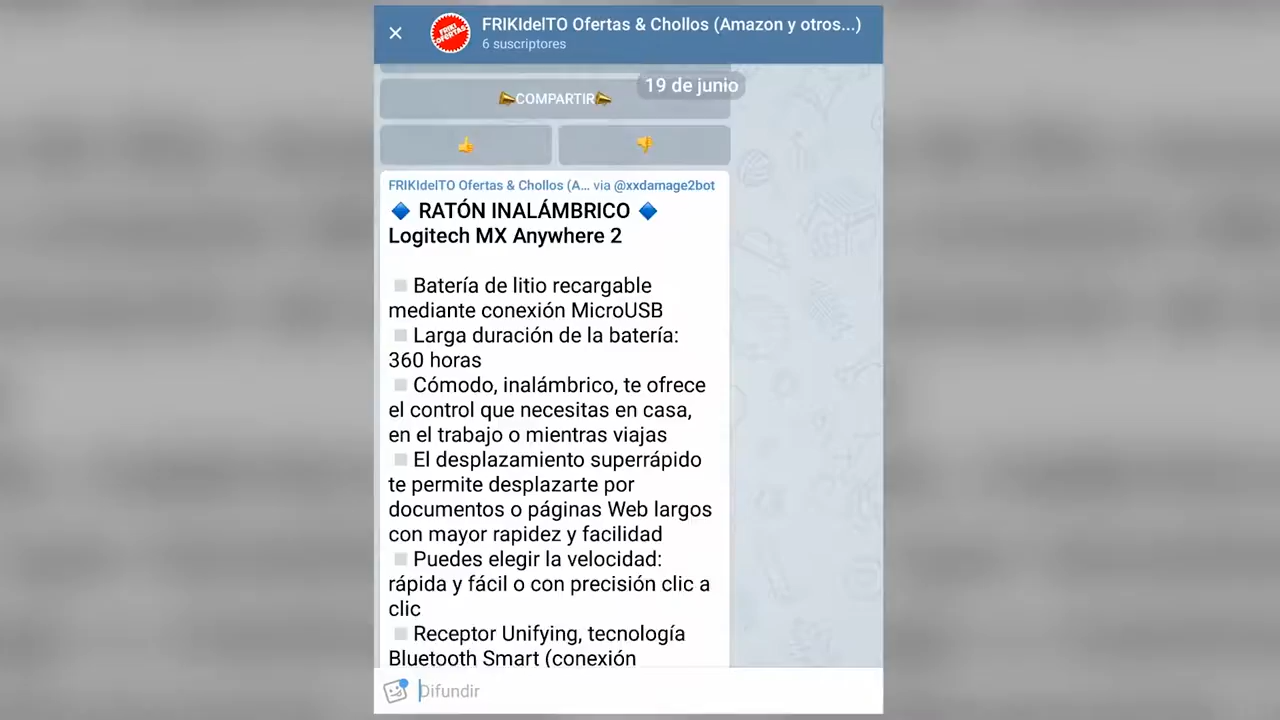 FRIKIdelTO Ofertas & Chollos (Amazon y otros...)
6 suscriptores
FRIKI
OFERTAS
19 de junio
COMPARTIR
FRIKIdelTO Ofertas & Chollos (A... via @xxdamage2bot
RATÓN INALÁMBRICO
Logitech MX Anywhere 2
Batería de litio recargable
mediante conexión MicroUSB
Larga duración de la batería:
360 horas
Cómodo, inalámbrico, te ofrece
el control que necesitas en casa,
en el trabajo o mientras viajas
El desplazamiento superrápido
te permite desplazarte por
documentos o páginas Web largos
con mayor rapidez y facilidad
Puedes elegir la velocidad:
rápida y fácil o con precisión clic a
clic
Receptor Unifying, tecnología
Bluetooth Smart (conexión
Difundir